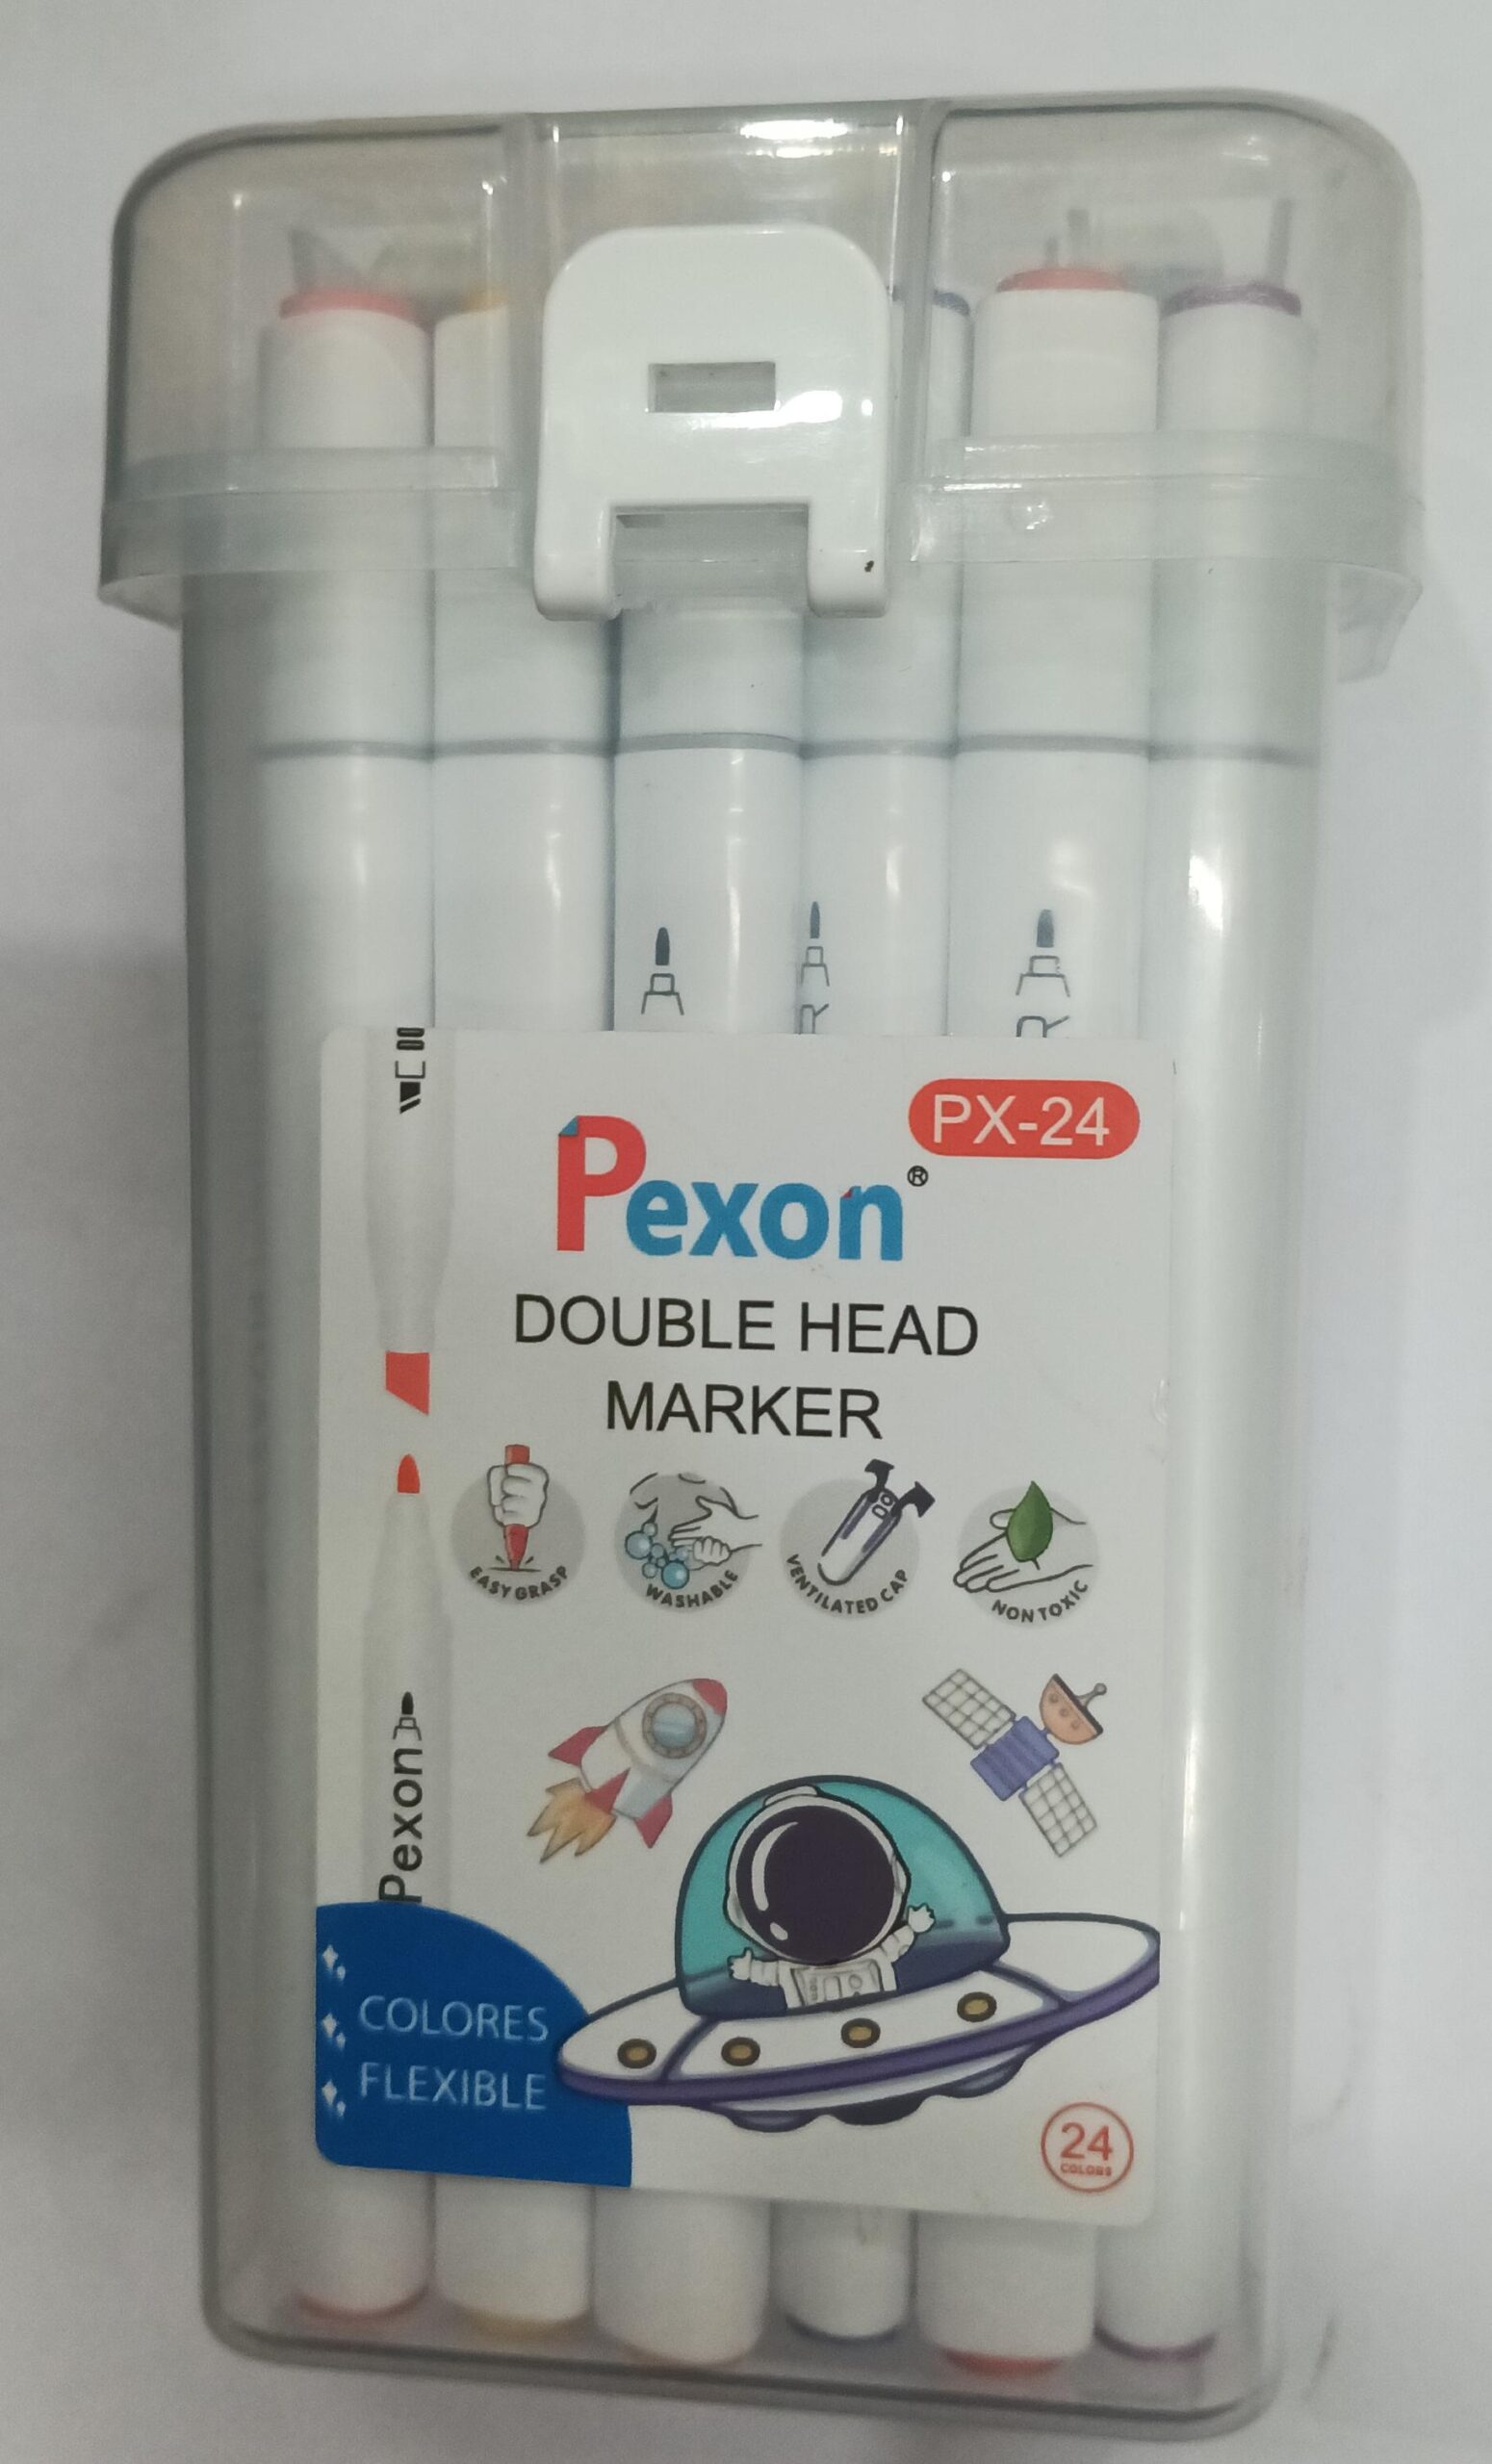 PX-24
Pexon®
DOUBLE HEAD
MARKER
EASY GRASP
WASHABLE
VENTILATED CAP
NON TOXIC
Pexon
COLORES
FLEXIBLE
24
COLORS